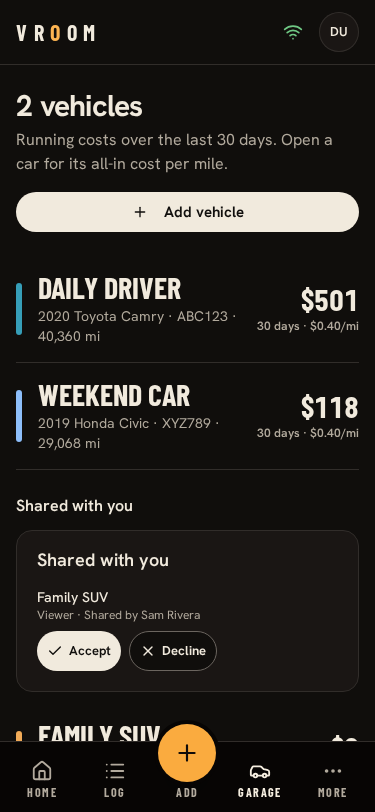 VROOM
DU
2 vehicles
Running costs over the last 30 days. Open a
car for its all-in cost per mile.
Add vehicle
DAILY DRIVER
$501
2020 Toyota Camry · ABC123 ·
40,360 mi
30 days · $0.40/mi
WEEKEND CAR
$118
2019 Honda Civic · XYZ789 ·
29,068 mi
30 days · $0.40/mi
Shared with you
Shared with you
Family SUV
Viewer · Shared by Sam Rivera
Accept
Decline
FAMILY SUV
HOME
LOG
ADD
GARAGE
MORE